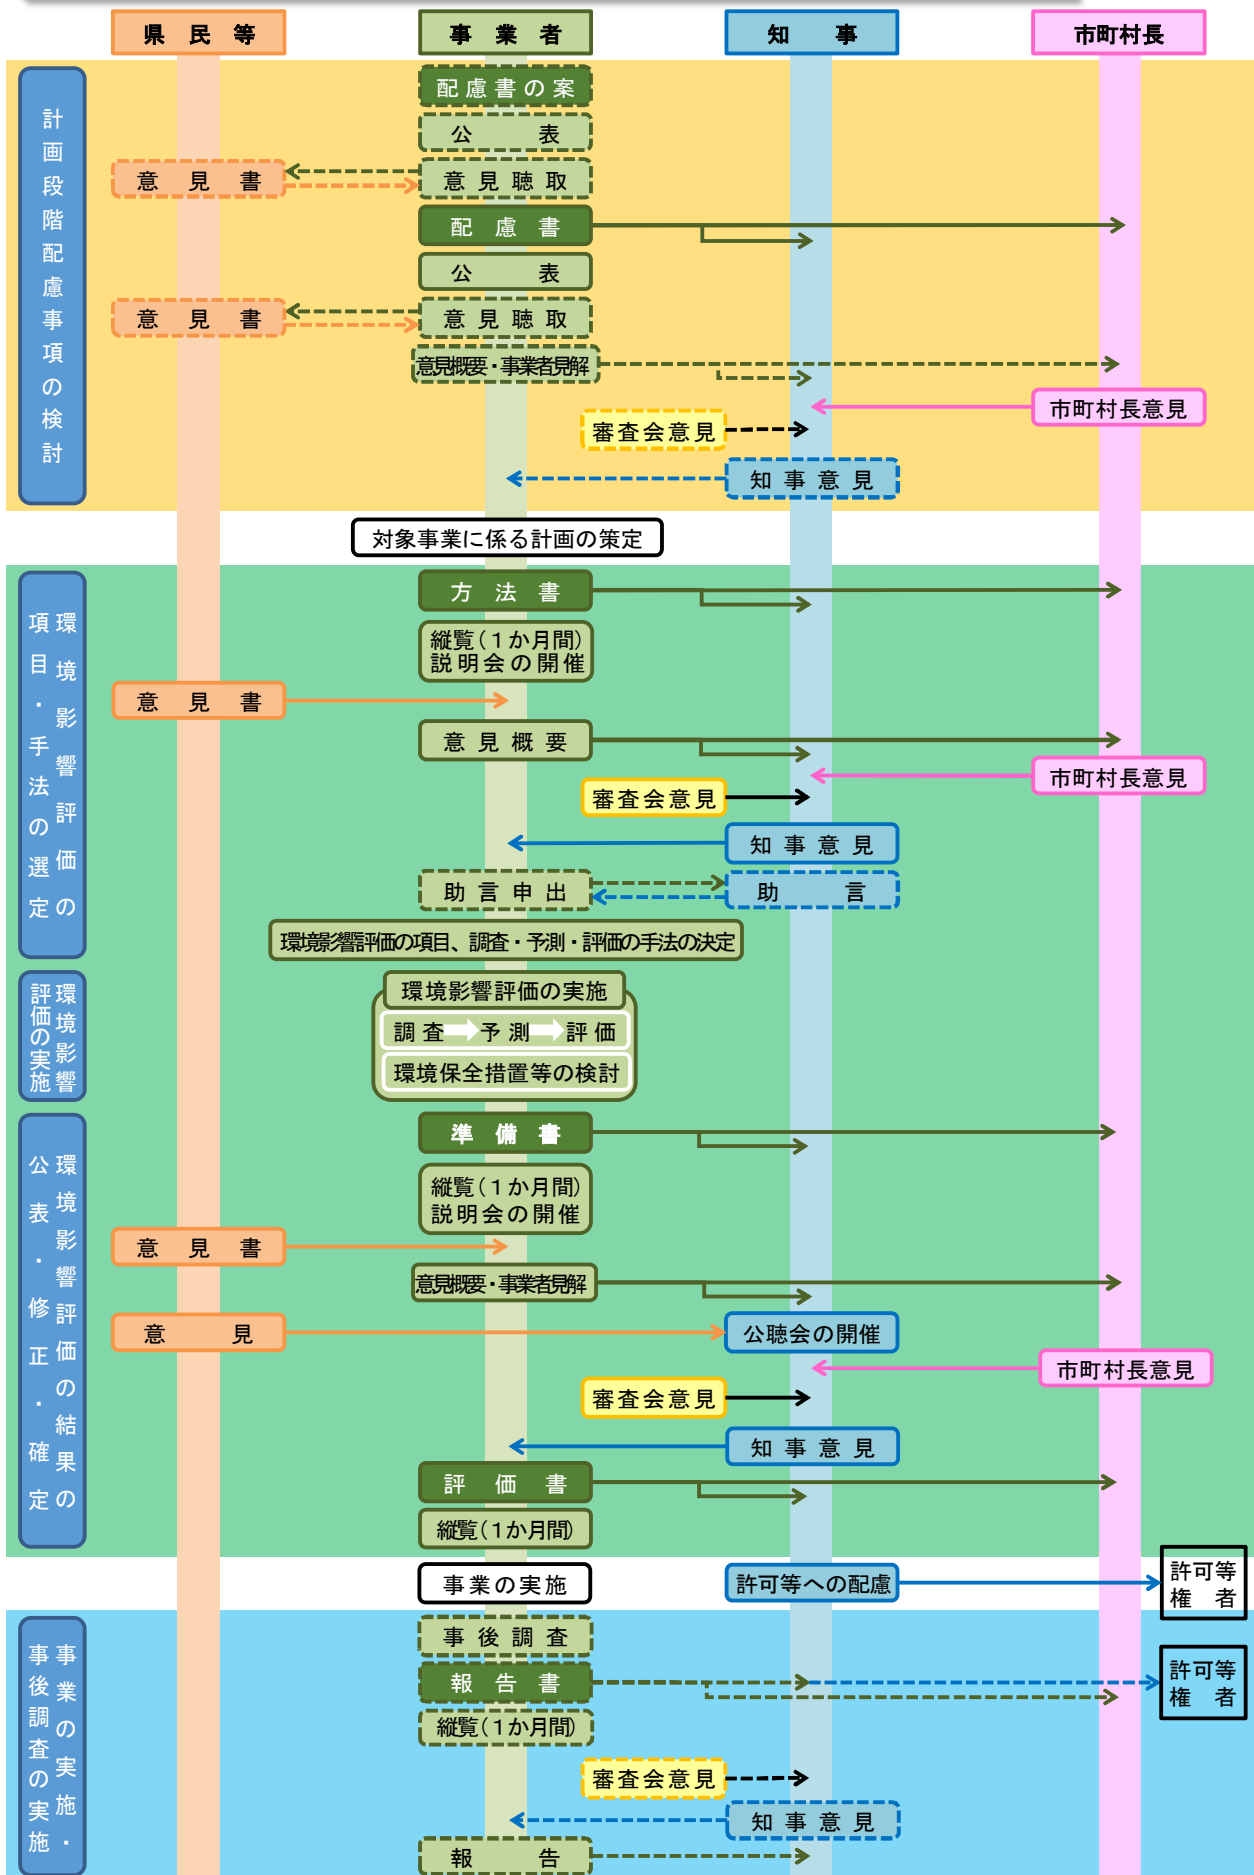 県民等
事業者
知事
市町村長
計画段階配慮事項の検討
配慮書の案
公表
意見書
意見聴取
配慮書
公表
意見書
意見聴取
意見概要・事業者見解
市町村長意見
審査会意見
知事意見
対象事業に係る計画の策定
環境影響評価の
項目・手法の選定
方法書
縦覧(1か月間)
説明会の開催
意見書
意見概要
市町村長意見
審査会意見
知事意見
助言申出
助言
環境影響評価の項目、調査・予測・評価の手法の決定
環境影響
評価の実施
環境影響評価の実施
調査 予測 評価
環境保全措置等の検討
環境影響評価の結果の
公表・修正・確定
準備書
縦覧(1か月間)
説明会の開催
意見書
意見概要・事業者見解
意見
公聴会の開催
市町村長意見
審査会意見
知事意見
評価書
縦覧(1か月間)
事業の実施
許可等への配慮
許可等
権者
事業の実施・
事後調査の実施
事後調査
報告書
許可等
権者
縦覧(1か月間)
審査会意見
知事意見
報告